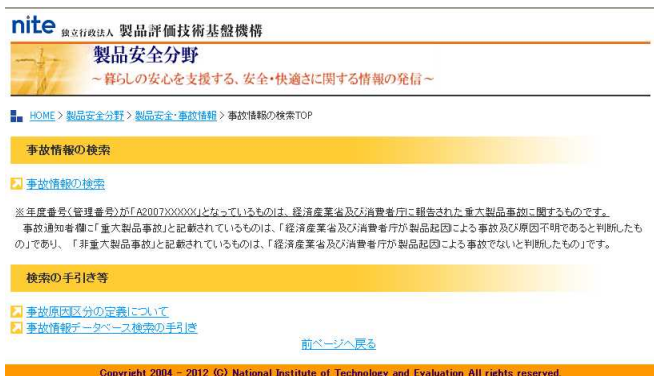 nite 独立行政法人 製品評価技術基盤機構
製品安全分野
～暮らしの安心を支援する、安全・快適さに関する情報の発信～
HOME > 製品安全分野 > 製品安全・事故情報 > 事故情報の検索TOP
事故情報の検索
事故情報の検索
※年度番号(管理番号)が「A2007XXXXX」となっているものは、経済産業省及び消費者庁に報告された重大製品事故に関するものです。
事故通知者欄に「重大製品事故」と記載されているものは、「経済産業省及び消費者庁が製品起因による事故及び原因不明であると判断したも
の」であり、「非重大製品事故」と記載されているものは、「経済産業省及び消費者庁が製品起因による事故でないと判断したもの」です。
検索の手引き等
事故原因区分の定義について
事故情報データベース検索の手引き
前ページへ戻る
Copyright 2004 - 2012 (C) National Institute of Technology and Evaluation All rights reserved.